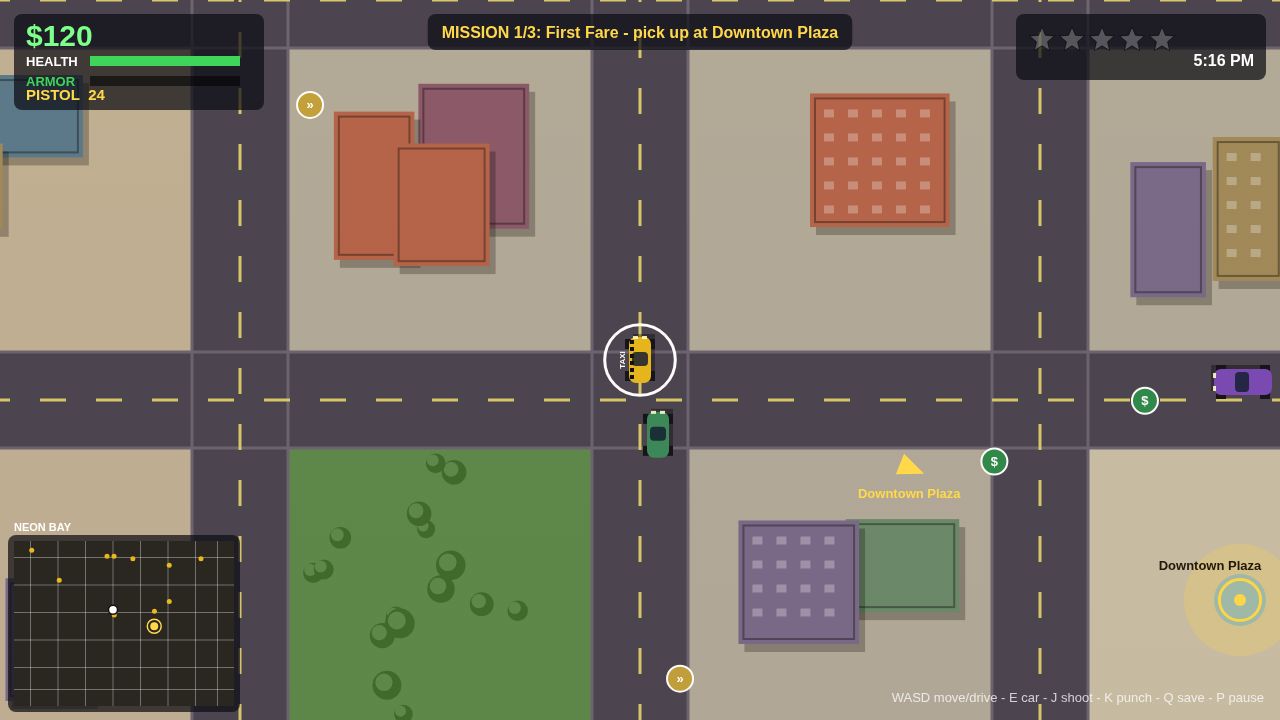 $120
HEALTH
ARMOR
PISTOL 24
MISSION 1/3: First Fare - pick up at Downtown Plaza
5:16 PM
»
TAXI
$
$
Downtown Plaza
Downtown Plaza
»
NEON BAY
WASD move/drive - E car - J shoot - K punch - Q save - P pause